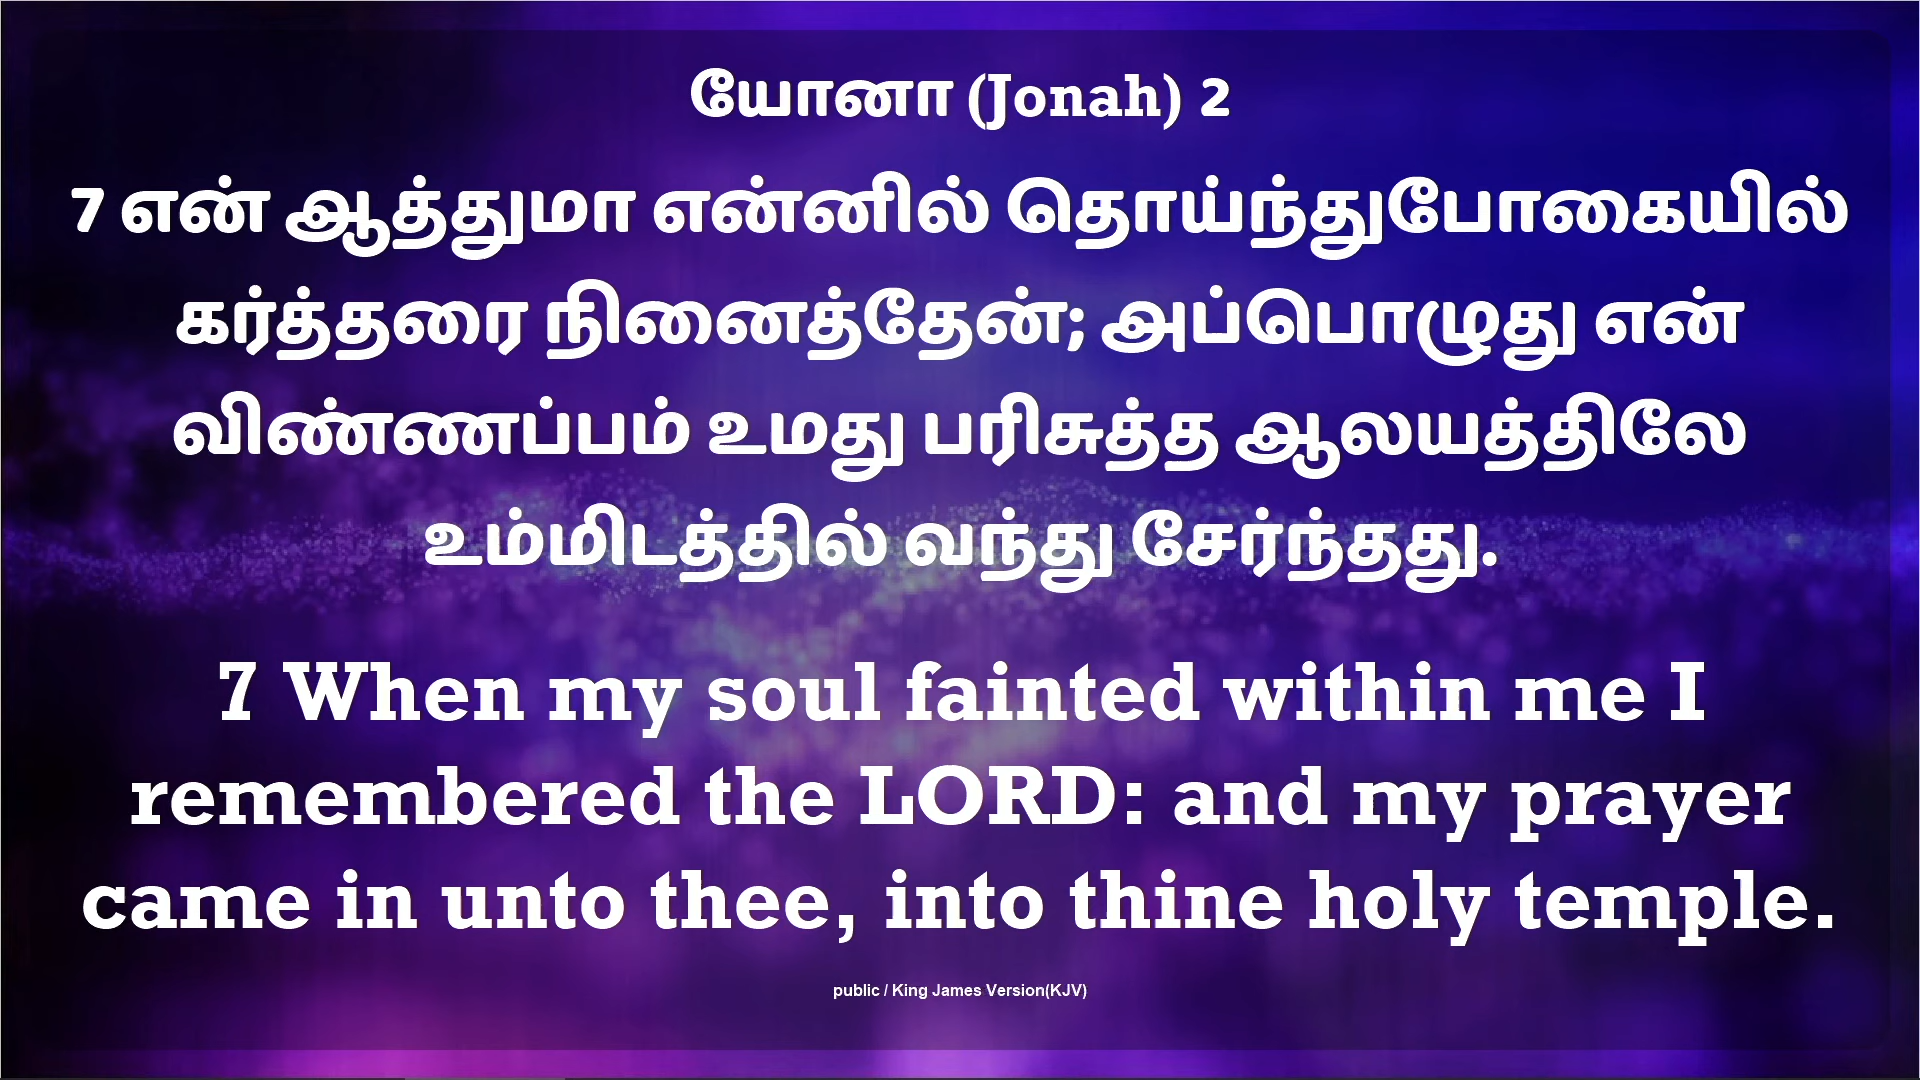 யோனா (Jonah) 2
7 என் ஆத்துமா என்னில் தொய்ந்துபோகையில்
கர்த்தரை நினைத்தேன்; அப்பொழுது என்
விண்ணப்பம் உமது பரிசுத்த ஆலயத்திலே
உம்மிடத்தில் வந்து சேர்ந்தது.
7 When my soul fainted within me I
remembered the LORD: and my prayer
came in unto thee, into thine holy temple.
public / King James Version(KJV)